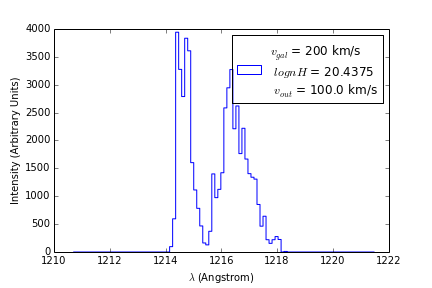 4000
3500
3000
2500
2000
1500
1000
500
0
Intensity (Arbitrary Units)
v_gal = 200 km/s
lognH = 20.4375
v_out = 100.0 km/s
1210 1212 1214 1216 1218 1220 1222
λ (Angstrom)